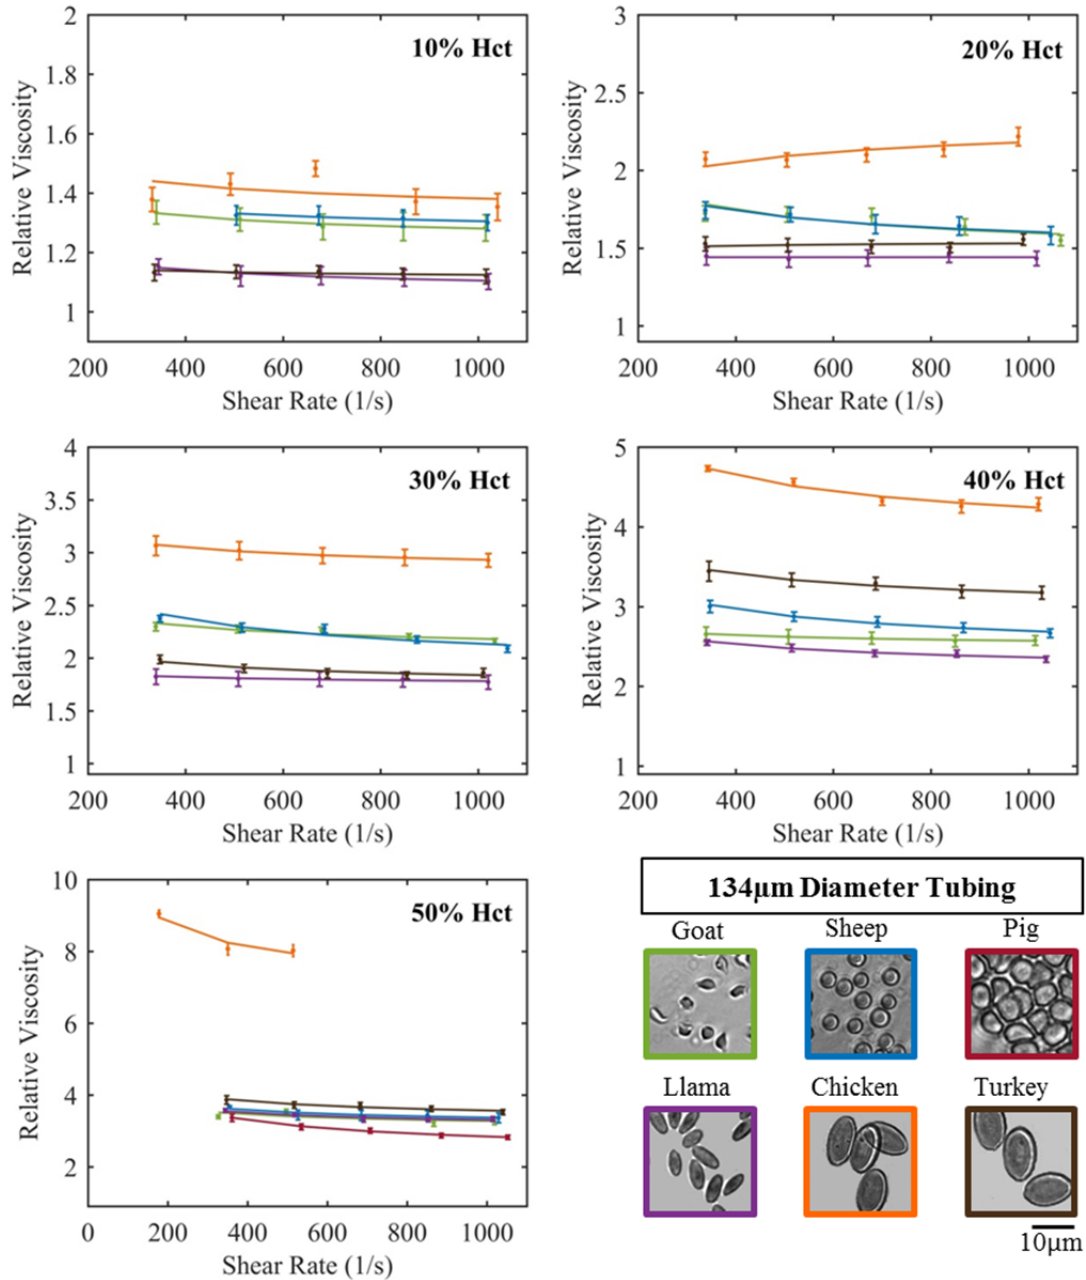 10% Hct
Relative Viscosity
2
1.8
1.6
1.4
1.2
1
200 400 600 800 1000
Shear Rate (1/s)
20% Hct
Relative Viscosity
3
2.5
2
1.5
1
200 400 600 800 1000
Shear Rate (1/s)
30% Hct
Relative Viscosity
4
3.5
3
2.5
2
1.5
1
200 400 600 800 1000
Shear Rate (1/s)
40% Hct
Relative Viscosity
5
4
3
2
1
200 400 600 800 1000
Shear Rate (1/s)
50% Hct
Relative Viscosity
10
8
6
4
2
0 200 400 600 800 1000
Shear Rate (1/s)
134μm Diameter Tubing
Goat Sheep Pig
Llama Chicken Turkey
10μm